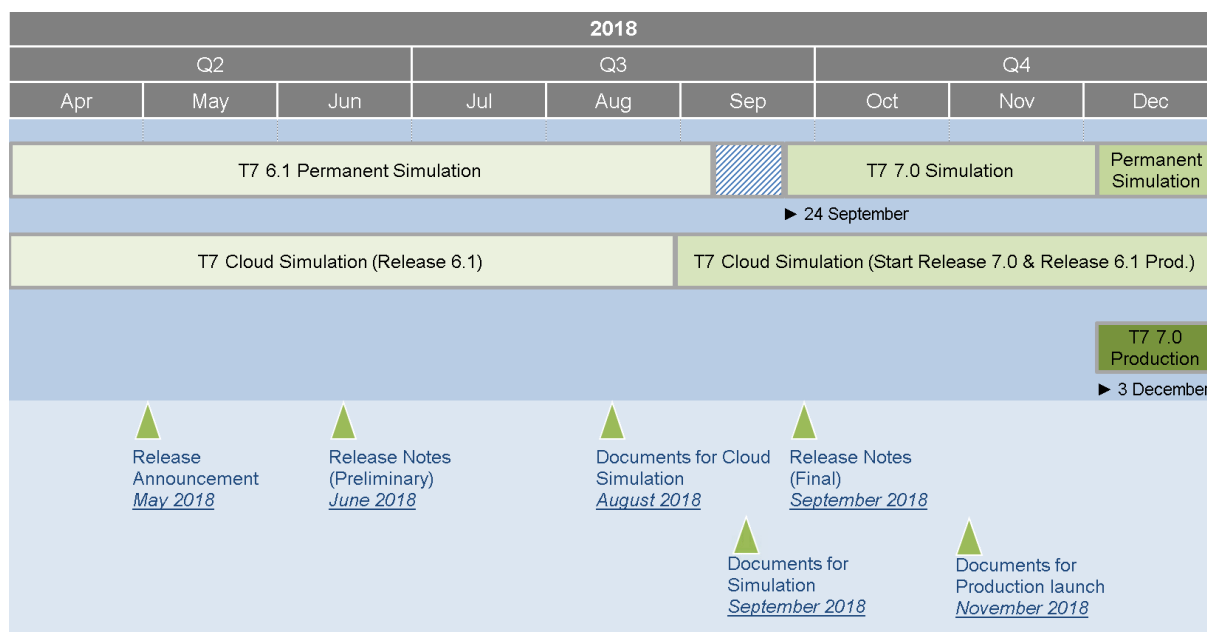 2018
Q2 Q3 Q4
Apr May Jun Jul Aug Sep Oct Nov Dec
T7 6.1 Permanent Simulation
T7 7.0 Simulation
Permanent
Simulation
► 24 September
T7 Cloud Simulation (Release 6.1)
T7 Cloud Simulation (Start Release 7.0 & Release 6.1 Prod.)
T7 7.0
Production
► 3 December
Release
Announcement
May 2018
Release Notes
(Preliminary)
June 2018
Documents for Cloud
Simulation
August 2018
Release Notes
(Final)
September 2018
Documents for
Simulation
September 2018
Documents for
Production launch
November 2018